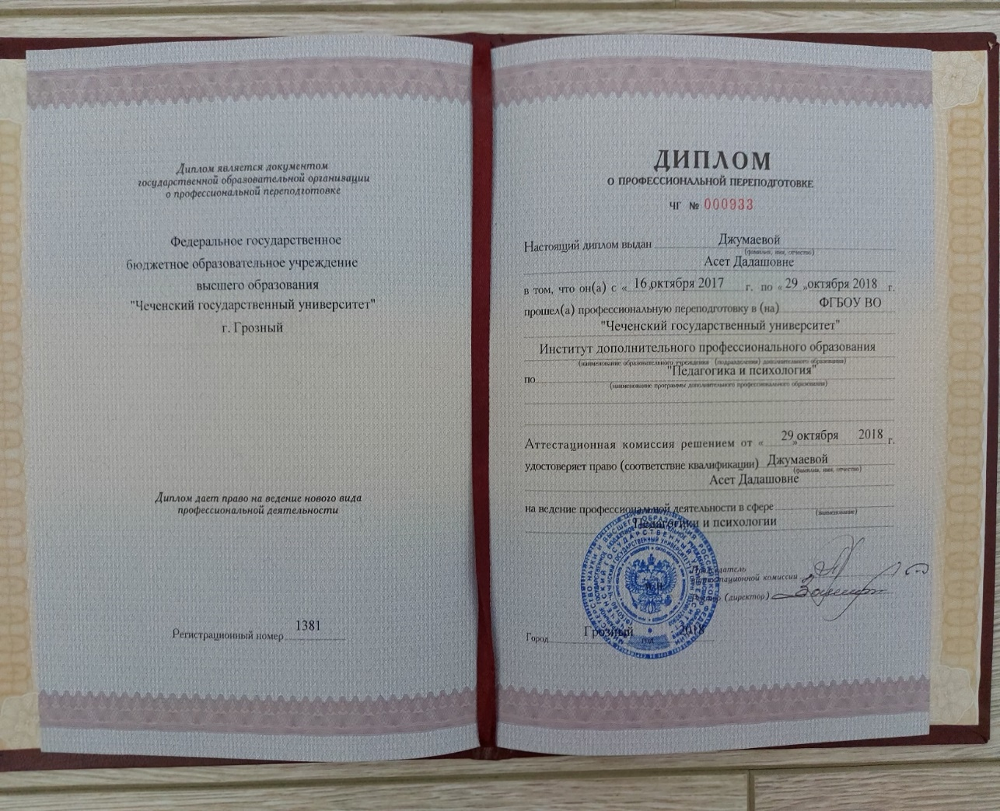 Диплом является документом
государственной образовательной организации
о профессиональной переподготовке
Федеральное государственное
бюджетное образовательное учреждение
высшего образования
"Чеченский государственный университет"
г. Грозный
Диплом дает право на ведение нового вида
профессиональной деятельности
Регистрационный номер 1381
ДИПЛОМ
О ПРОФЕССИОНАЛЬНОЙ ПЕРЕПОДГОТОВКЕ
ЧГ № 000933
Настоящий диплом выдан Джумаевой
(фамилия, имя, отчество)
Асет Дадашовне
в том, что он(а) с « 16 » октября 2017 г. по « 29 » октября 2018 г.
прошел(а) профессиональную переподготовку в (на) ФГБОУ ВО
"Чеченский государственный университет"
Институт дополнительного профессионального образования
(наименование образовательного учреждения (подразделения) дополнительного образования)
по "Педагогика и психология"
(наименование программы дополнительного профессионального образования)
Аттестационная комиссия решением от « 29 » октября 2018 г.
удостоверяет право (соответствие квалификации) Джумаевой
(фамилия, имя, отчество)
Асет Дадашовне
на ведение профессиональной деятельности в сфере
(наименование)
Педагогики и психологии
Председатель
аттестационной комиссии
Ректор (директор)
Город Грозный год 2018